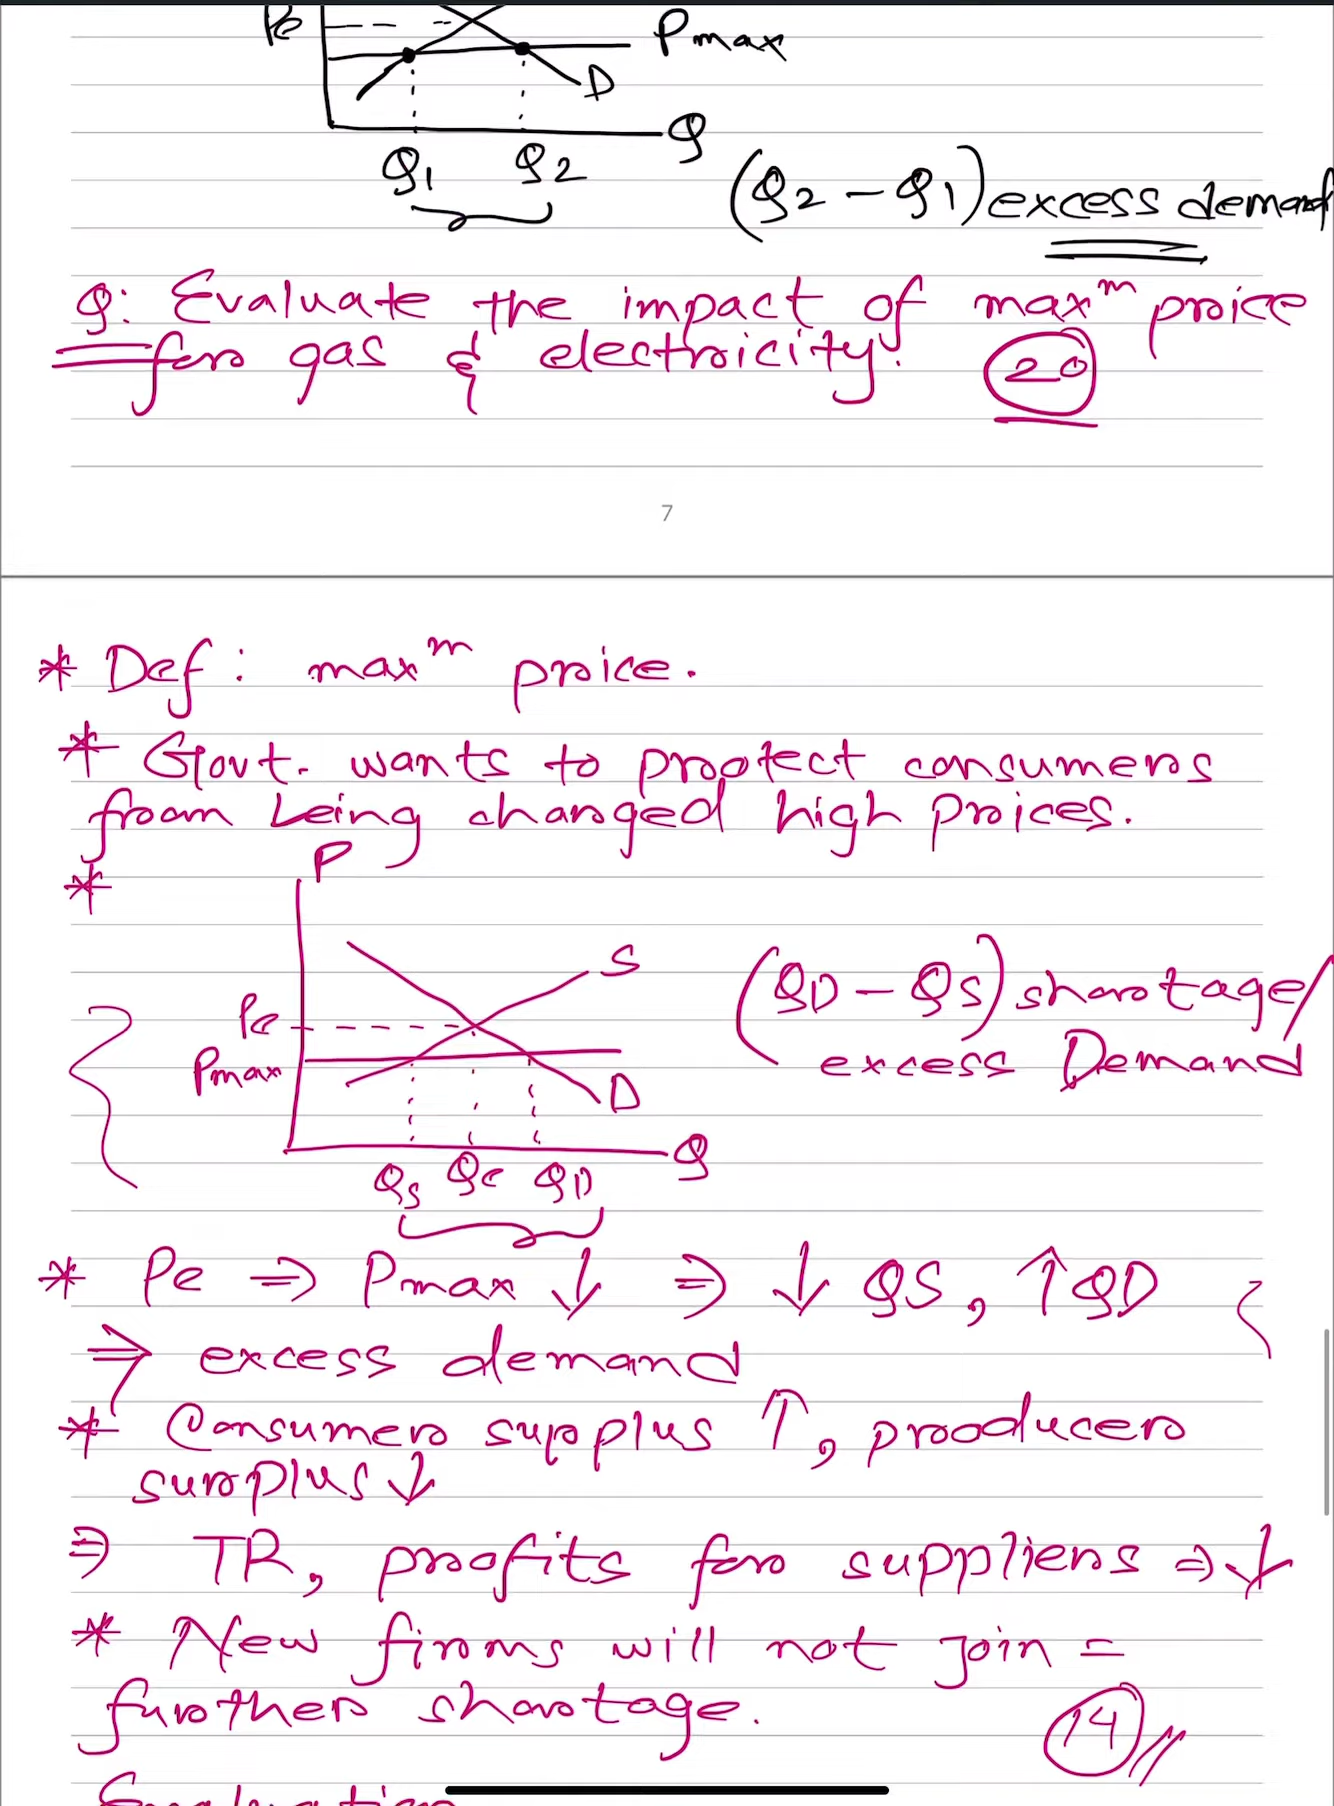 Pe
Pmax
D
Q
Q1 Q2
(Q2 - Q1) excess demand
Q: Evaluate the impact of maxᵐ price
for gas & electricity. 20
7
* Def: maxᵐ price.
* Govt. wants to protect consumers
from being charged high prices.
*
P
S
Pe
(QD - QS) shortage/
excess Demand
Pmax
D
Q
QS Qe QD
* Pe ⇒ Pmax ↓ ⇒ ↓ QS, ↑ QD
⇒ excess demand
* Consumer surplus ↑, producer
surplus ↓
⇒ TR, profits for suppliers ⇒ ↓
* New firms will not join =
further shortage.
14
Evaluation